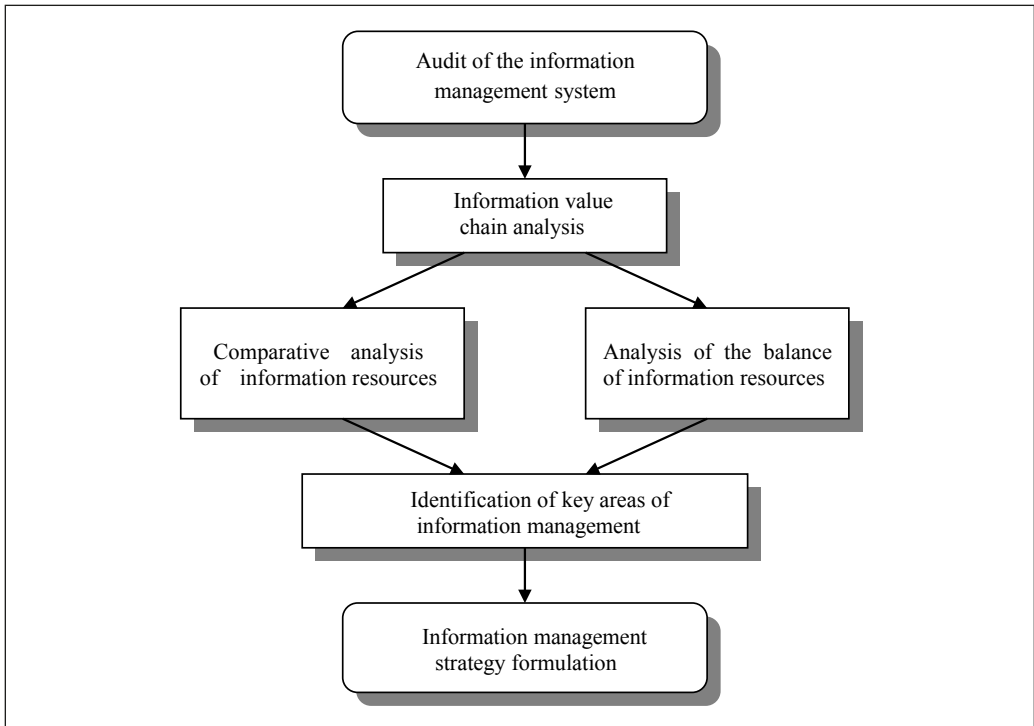 Audit of the information
management system
Information value
chain analysis
Comparative analysis
of information resources
Analysis of the balance
of information resources
Identification of key areas of
information management
Information management
strategy formulation